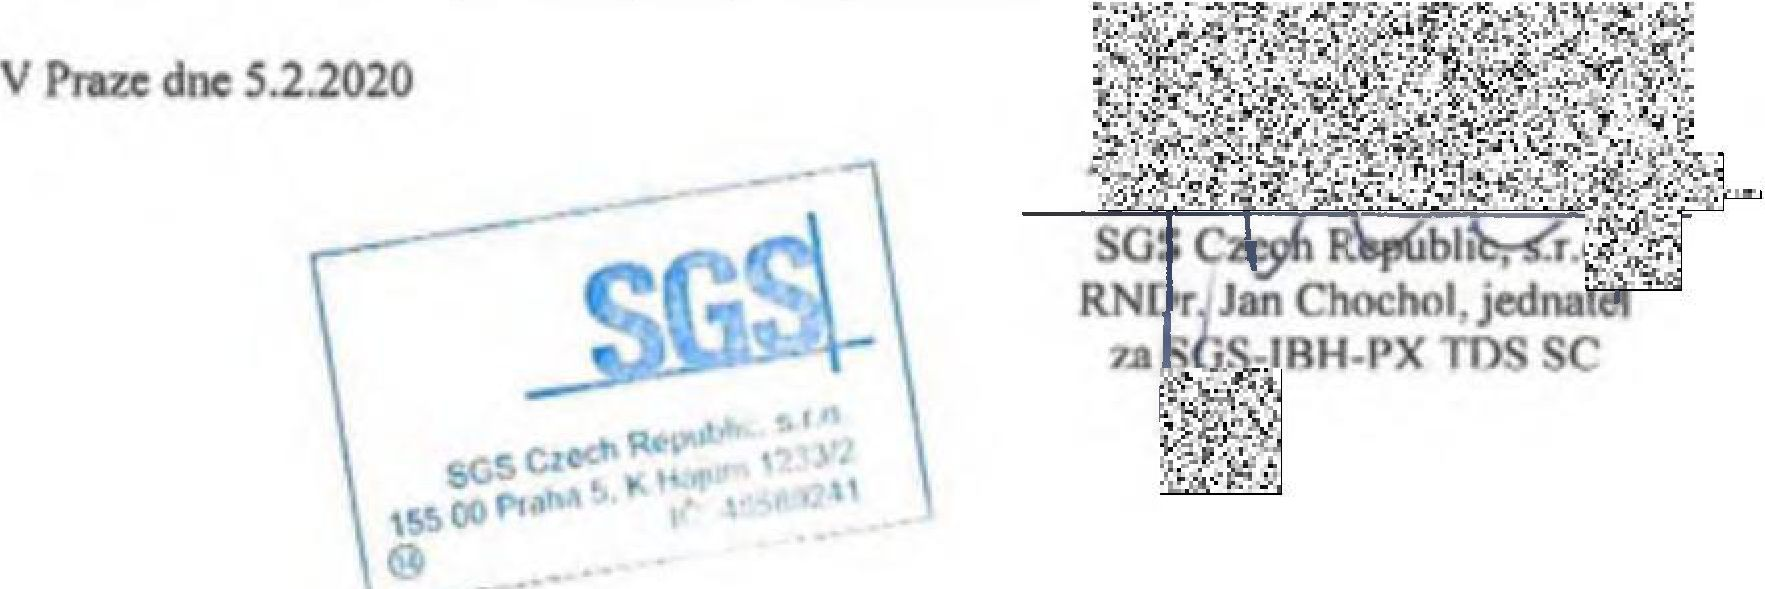 V Praze dne 5.2.2020
SGS
SGS Czech Republic, s.r.o.
155 00 Praha 5, K Hájům 1233/2
14
SGS Czech Republic, s.r.
RNDr. Jan Chochol, jednatel
za SGS-IBH-PX TDS SC